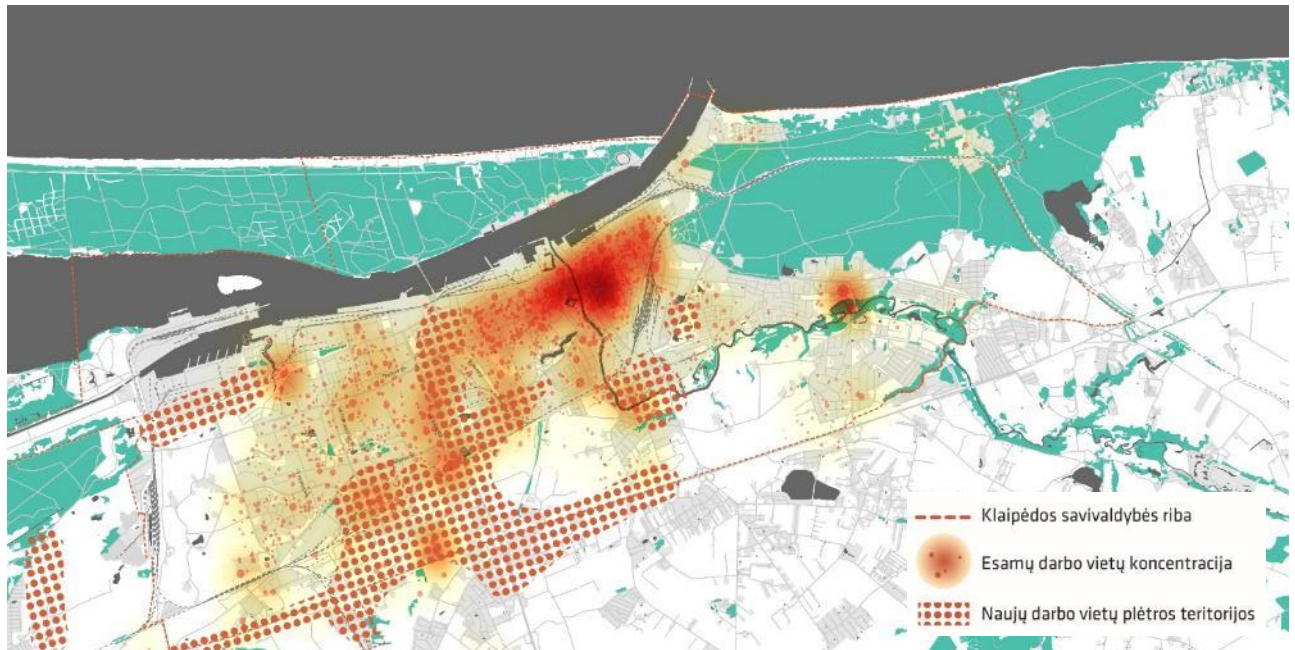 Klaipėdos savivaldybės riba
Esamų darbo vietų koncentracija
Naujų darbo vietų plėtros teritorijos